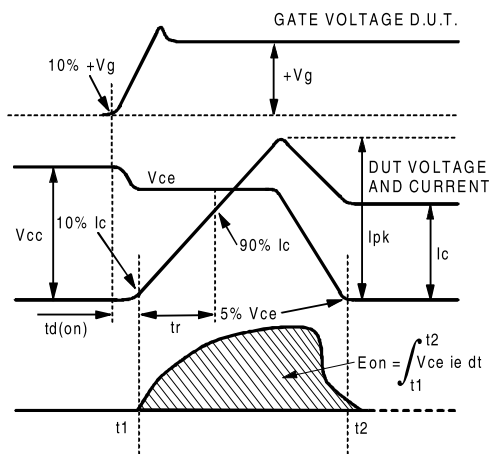 GATE VOLTAGE D.U.T.
10% +Vg
+Vg
Vce
DUT VOLTAGE
AND CURRENT
10% Ic
Vcc
90% Ic
Ipk
Ic
td(on)
tr
5% Vce
Eon = ∫ Vce ie dt
t2
t1
t1
t2